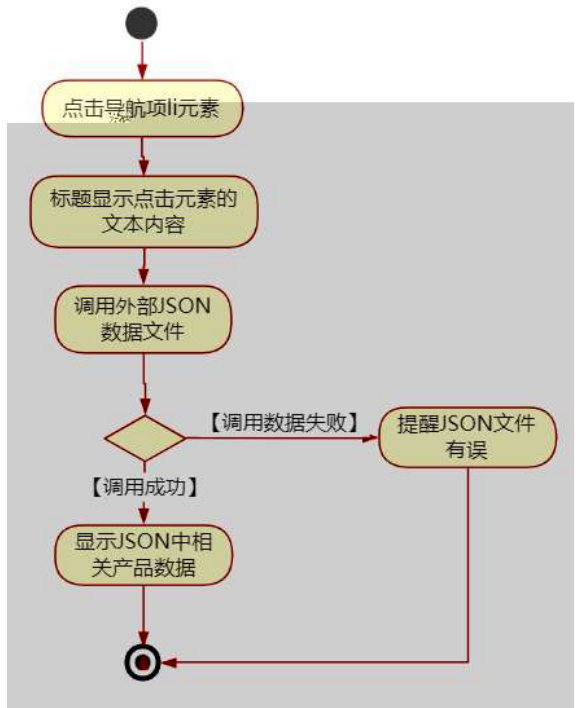 点击导航项li元素
标题显示点击元素的
文本内容
调用外部JSON
数据文件
【调用数据失败】
提醒JSON文件
有误
【调用成功】
显示JSON中相
关产品数据